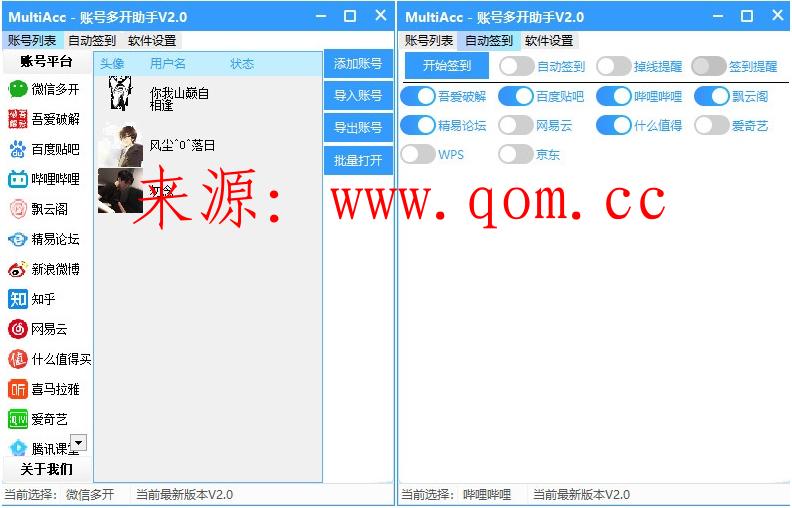 MultiAcc - 账号多开助手V2.0
账号列表 自动签到 软件设置
账号平台
微信多开
吾爱破解
百度贴吧
哔哩哔哩
飘云阁
精易论坛
新浪微博
知乎
网易云
什么值得买
喜马拉雅
爱奇艺
腾讯课堂
关于我们
头像 用户名 状态
你我山巅自
相逢
风尘^0^落日
添加账号
导入账号
导出账号
批量打开
当前选择: 微信多开 当前最新版本V2.0
MultiAcc - 账号多开助手V2.0
账号列表 自动签到 软件设置
开始签到 自动签到 掉线提醒 签到提醒
吾爱破解 百度贴吧 哔哩哔哩 飘云阁
精易论坛 网易云 什么值得 爱奇艺
WPS 京东
当前选择: 哔哩哔哩 当前最新版本V2.0
来源: www.qom.cc